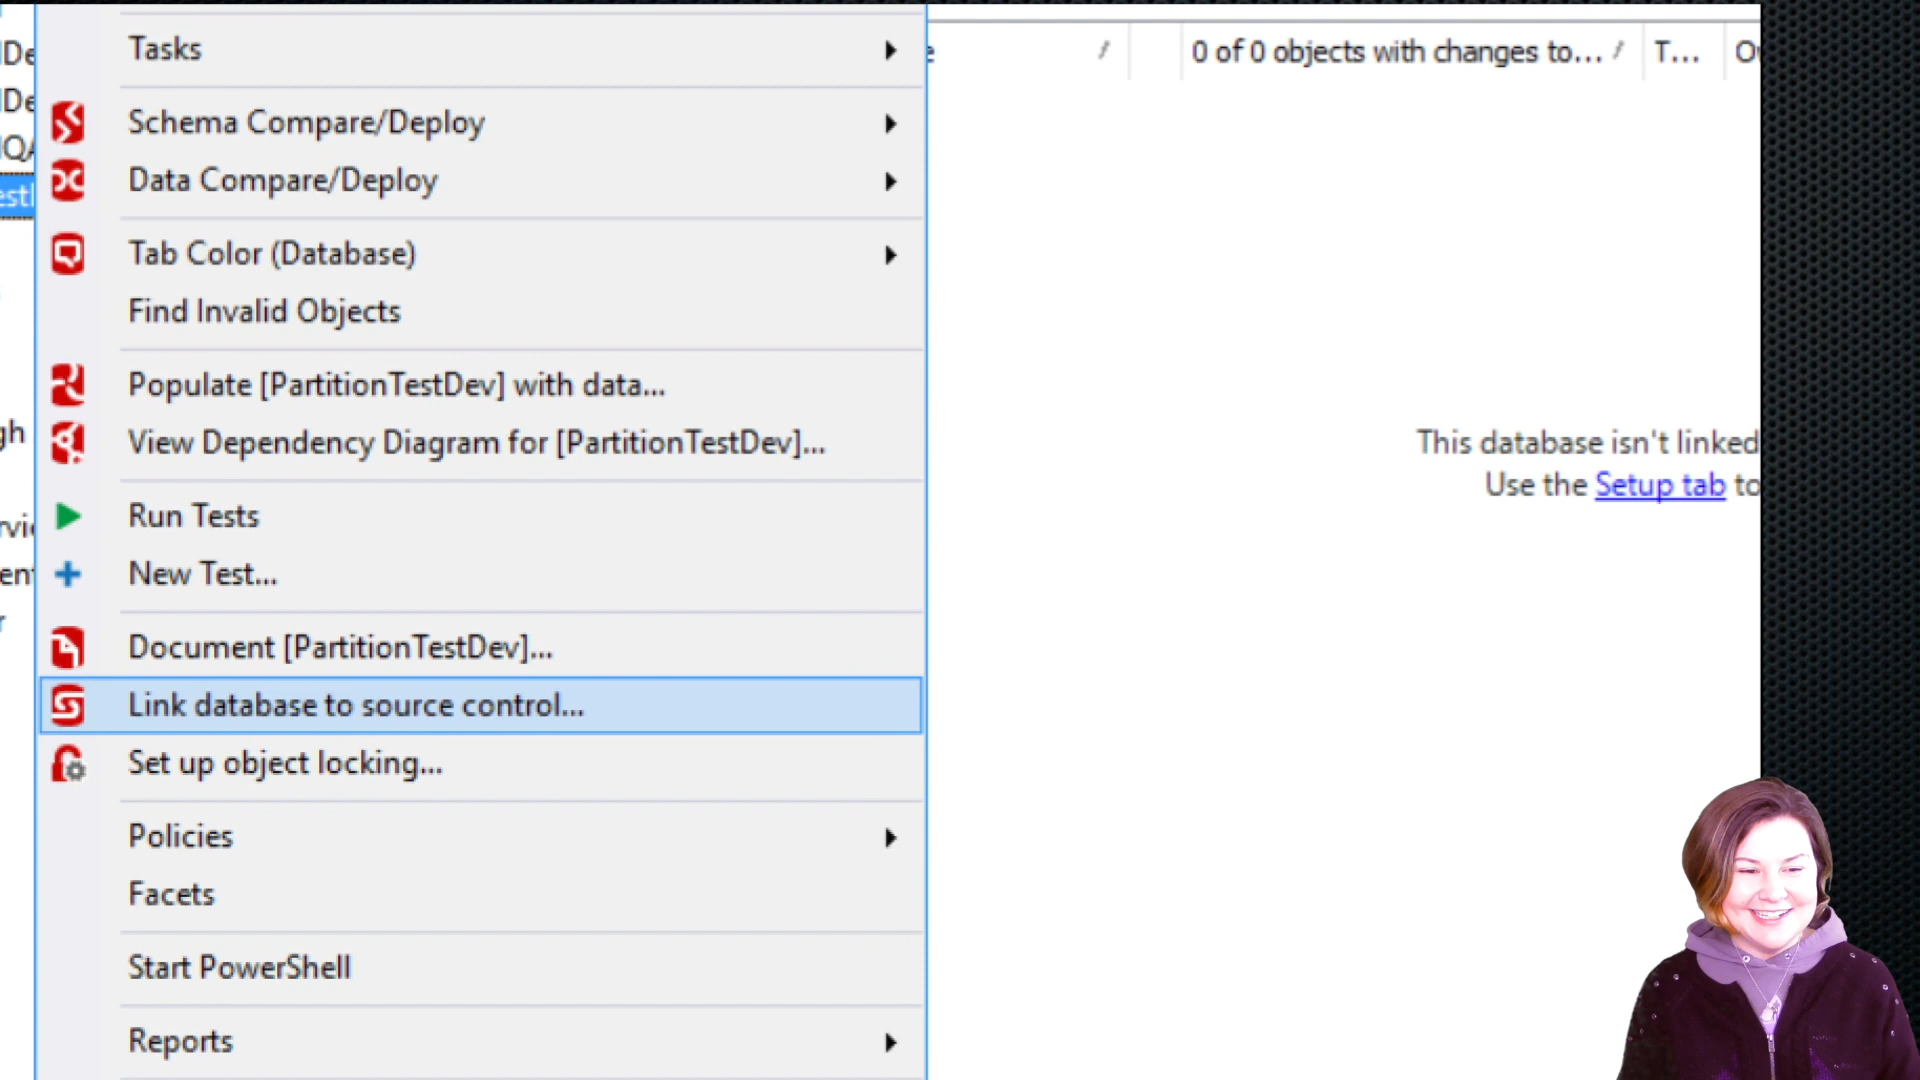 Tasks
0 of 0 objects with changes to...
T...
Schema Compare/Deploy
Data Compare/Deploy
Tab Color (Database)
Find Invalid Objects
Populate [PartitionTestDev] with data...
View Dependency Diagram for [PartitionTestDev]...
This database isn't linked
Use the Setup tab to
Run Tests
New Test...
Document [PartitionTestDev]...
Link database to source control...
Set up object locking...
Policies
Facets
Start PowerShell
Reports